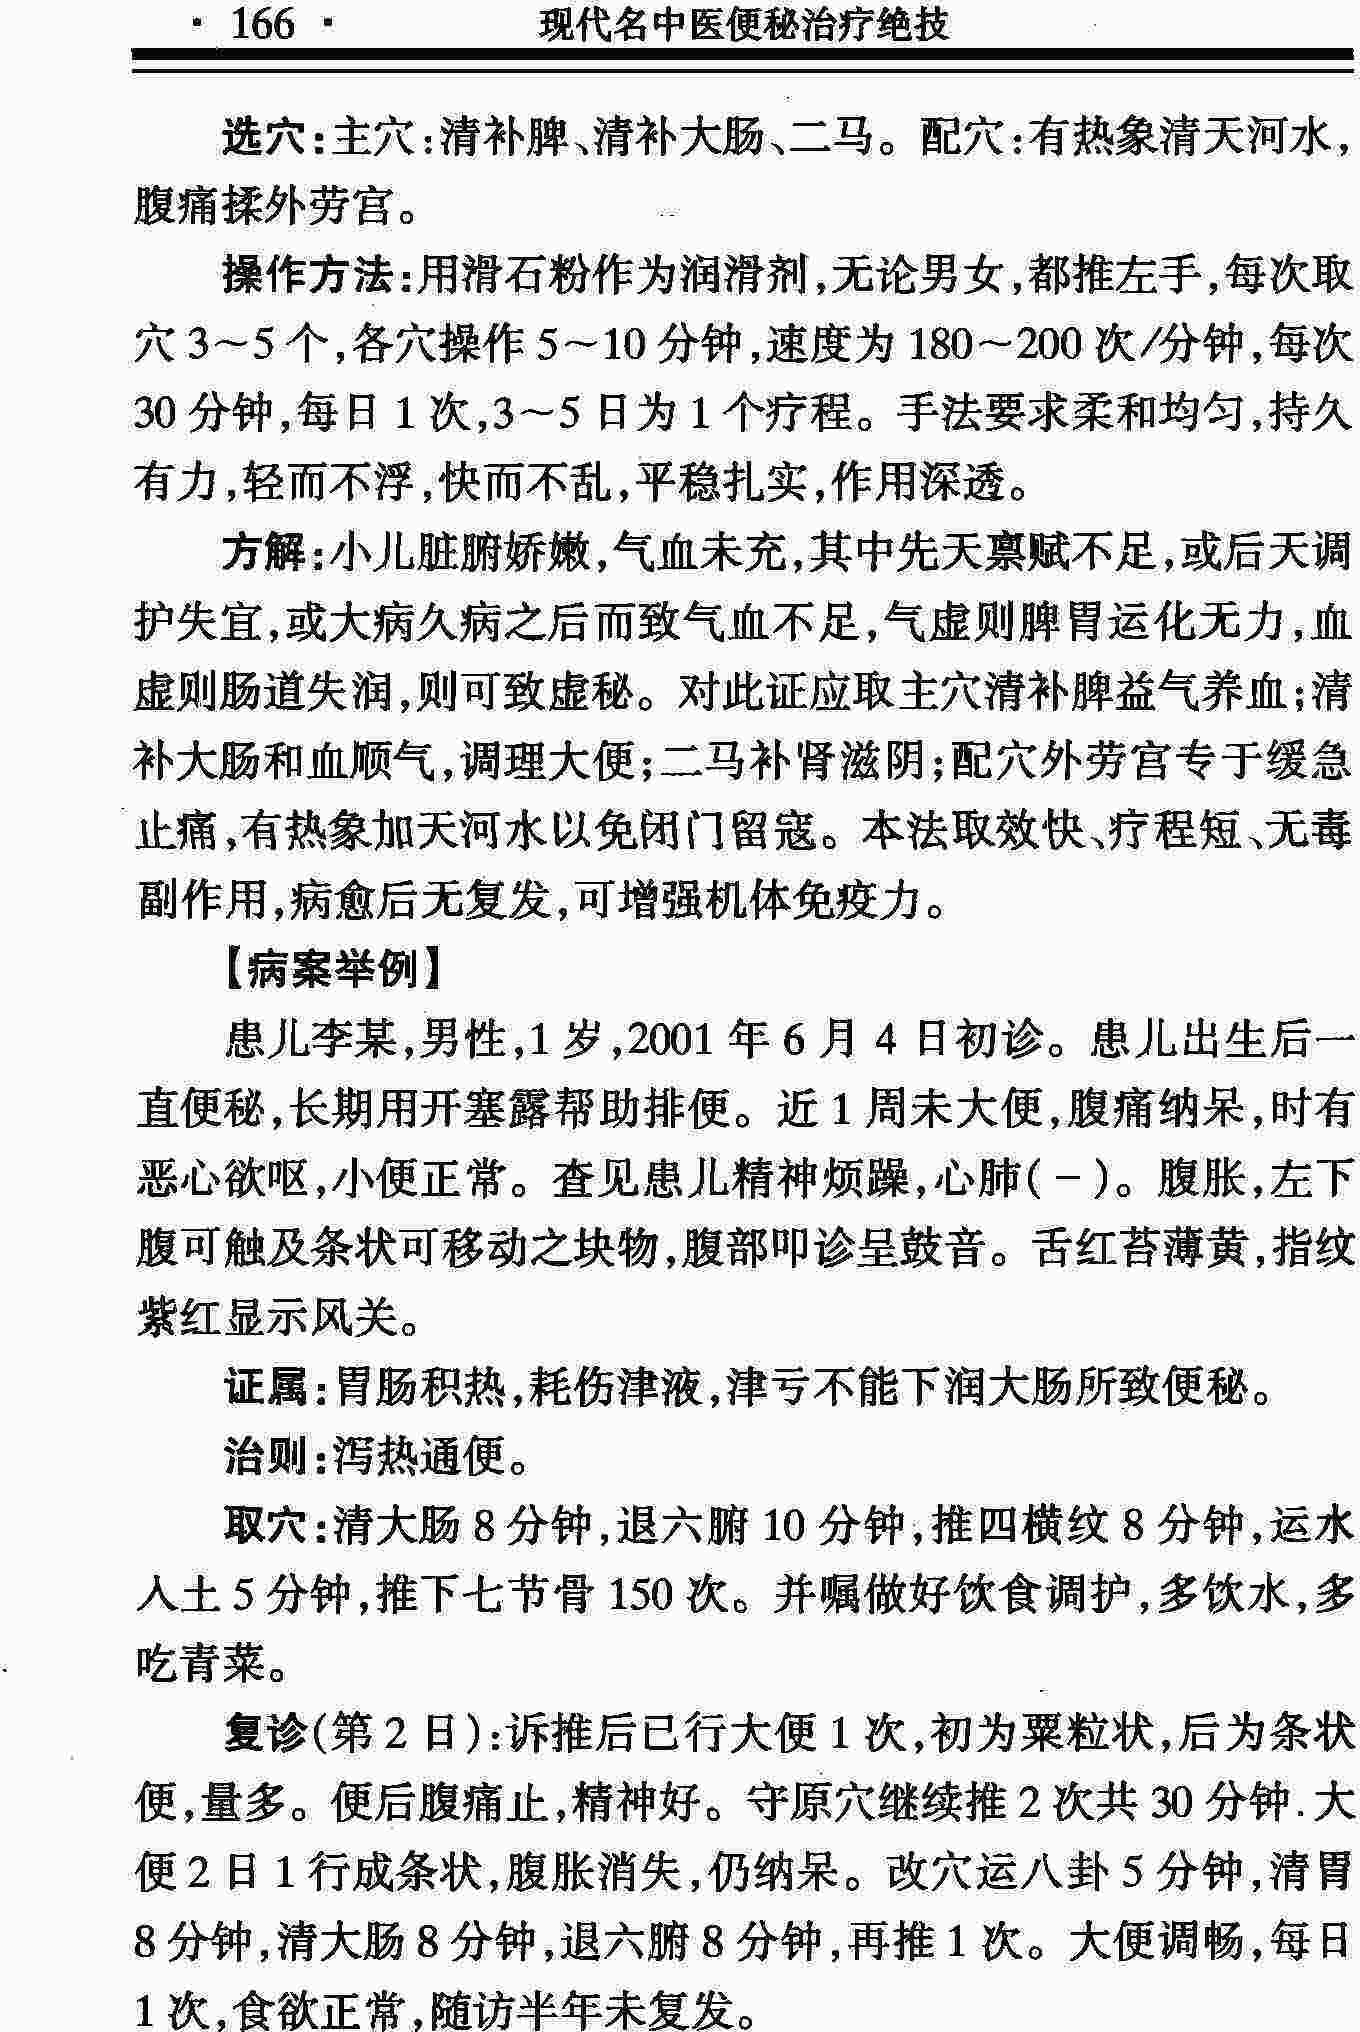 · 166 · 现代名中医便秘治疗绝技
选穴:主穴:清补脾、清补大肠、二马。配穴:有热象清天河水,
腹痛揉外劳宫。
操作方法:用滑石粉作为润滑剂,无论男女,都推左手,每次取
穴 3～5 个,各穴操作 5～10 分钟,速度为 180～200 次/分钟,每次
30 分钟,每日 1 次,3～5 日为 1 个疗程。手法要求柔和均匀,持久
有力,轻而不浮,快而不乱,平稳扎实,作用深透。
方解:小儿脏腑娇嫩,气血未充,其中先天禀赋不足,或后天调
护失宜,或大病久病之后而致气血不足,气虚则脾胃运化无力,血
虚则肠道失润,则可致虚秘。对此证应取主穴清补脾益气养血;清
补大肠和血顺气,调理大便;二马补肾滋阴;配穴外劳宫专于缓急
止痛,有热象加天河水以免闭门留寇。本法取效快、疗程短、无毒
副作用,病愈后无复发,可增强机体免疫力。
【病案举例】
患儿李某,男性,1 岁,2001 年 6 月 4 日初诊。患儿出生后一
直便秘,长期用开塞露帮助排便。近 1 周未大便,腹痛纳呆,时有
恶心欲呕,小便正常。查见患儿精神烦躁,心肺(－)。腹胀,左下
腹可触及条状可移动之块物,腹部叩诊呈鼓音。舌红苔薄黄,指纹
紫红显示风关。
证属:胃肠积热,耗伤津液,津亏不能下润大肠所致便秘。
治则:泻热通便。
取穴:清大肠 8 分钟,退六腑 10 分钟,推四横纹 8 分钟,运水
入土 5 分钟,推下七节骨 150 次。并嘱做好饮食调护,多饮水,多
吃青菜。
复诊(第 2 日):诉推后已行大便 1 次,初为粟粒状,后为条状
便,量多。便后腹痛止,精神好。守原穴继续推 2 次共 30 分钟.大
便 2 日 1 行成条状,腹胀消失,仍纳呆。改穴运八卦 5 分钟,清胃
8 分钟,清大肠 8 分钟,退六腑 8 分钟,再推 1 次。大便调畅,每日
1 次,食欲正常,随访半年未复发。